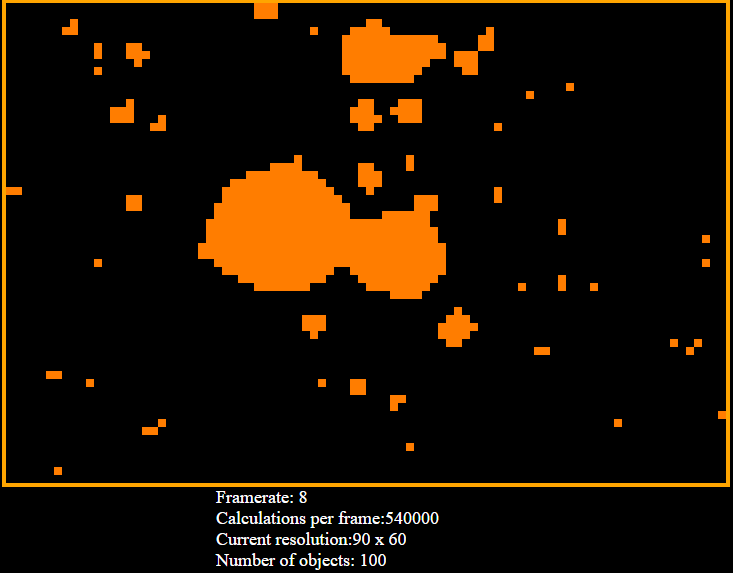 Framerate: 8
Calculations per frame:540000
Current resolution:90 x 60
Number of objects: 100